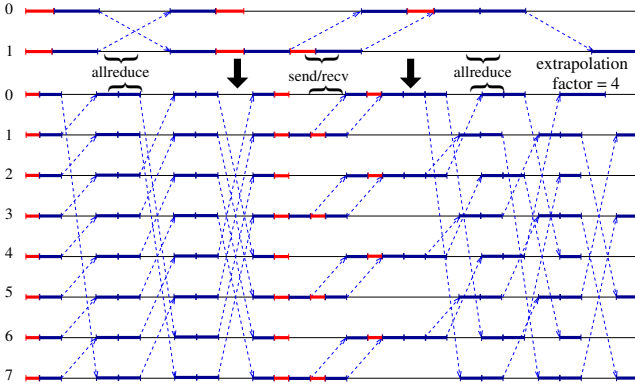 0
1
allreduce
send/recv
allreduce
extrapolation
factor = 4
0
1
2
3
4
5
6
7